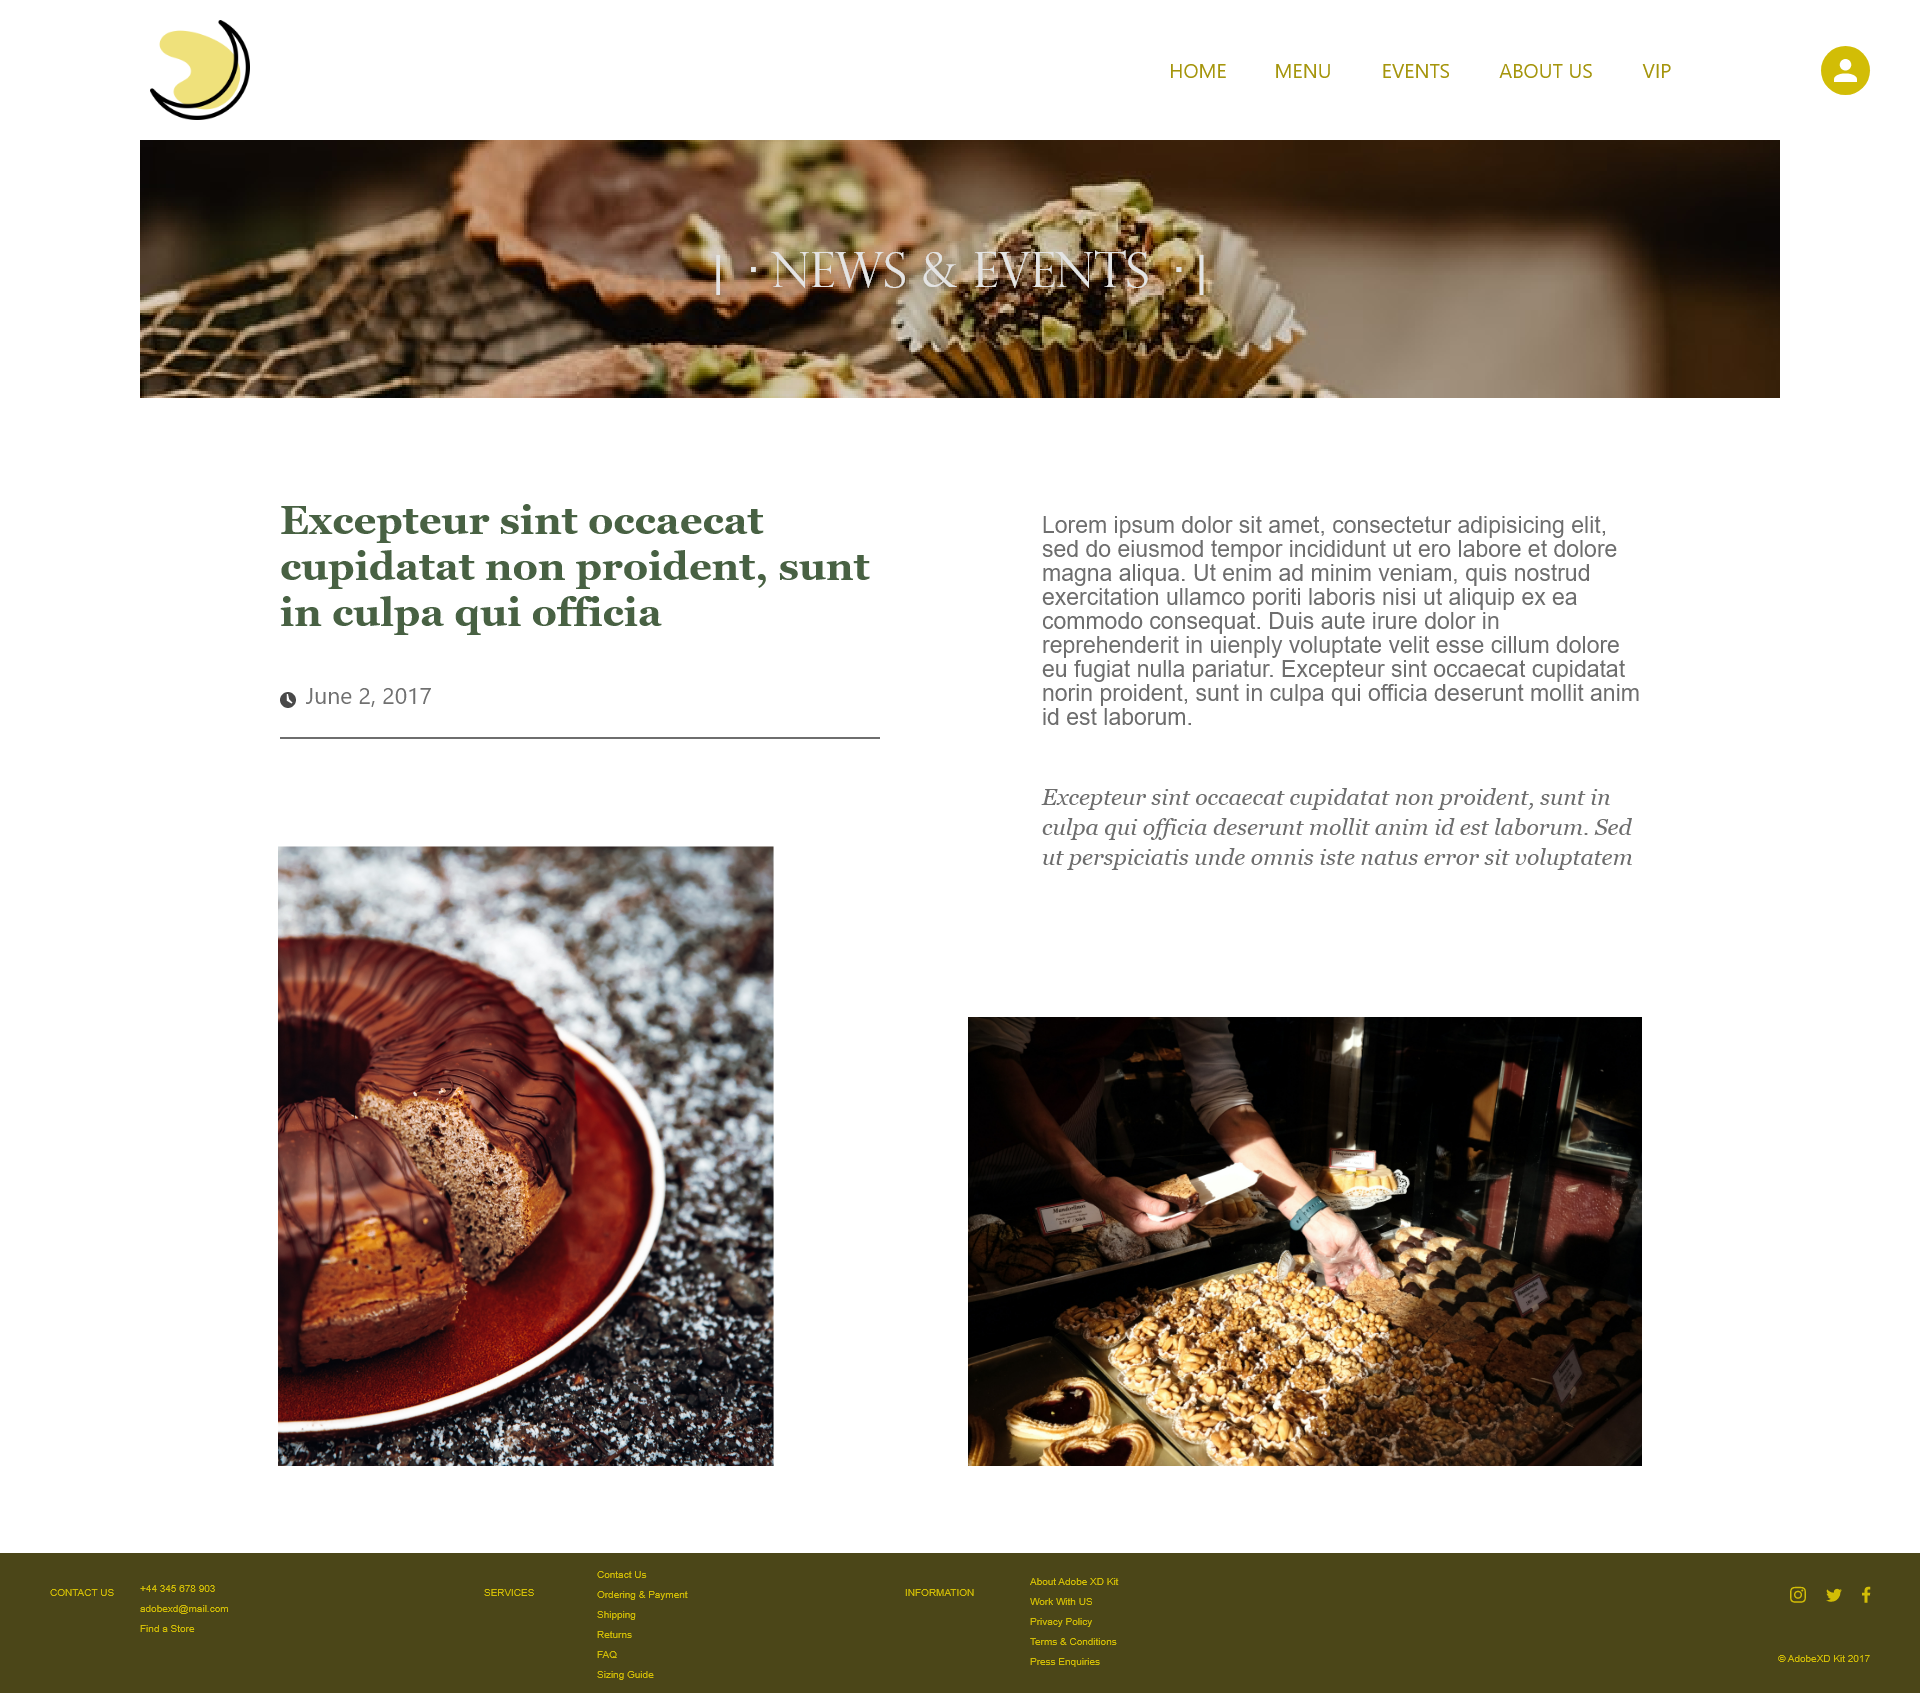 HOME MENU EVENTS ABOUT US VIP
| · NEWS & EVENTS · |
Excepteur sint occaecat
cupidatat non proident, sunt
in culpa qui officia
June 2, 2017
Lorem ipsum dolor sit amet, consectetur adipisicing elit,
sed do eiusmod tempor incididunt ut ero labore et dolore
magna aliqua. Ut enim ad minim veniam, quis nostrud
exercitation ullamco poriti laboris nisi ut aliquip ex ea
commodo consequat. Duis aute irure dolor in
reprehenderit in uienply voluptate velit esse cillum dolore
eu fugiat nulla pariatur. Excepteur sint occaecat cupidatat
norin proident, sunt in culpa qui officia deserunt mollit anim
id est laborum.
Excepteur sint occaecat cupidatat non proident, sunt in
culpa qui officia deserunt mollit anim id est laborum. Sed
ut perspiciatis unde omnis iste natus error sit voluptatem
CONTACT US
+44 345 678 903
adobexd@mail.com
Find a Store
SERVICES
Contact Us
Ordering & Payment
Shipping
Returns
FAQ
Sizing Guide
INFORMATION
About Adobe XD Kit
Work With US
Privacy Policy
Terms & Conditions
Press Enquiries
© AdobeXD Kit 2017